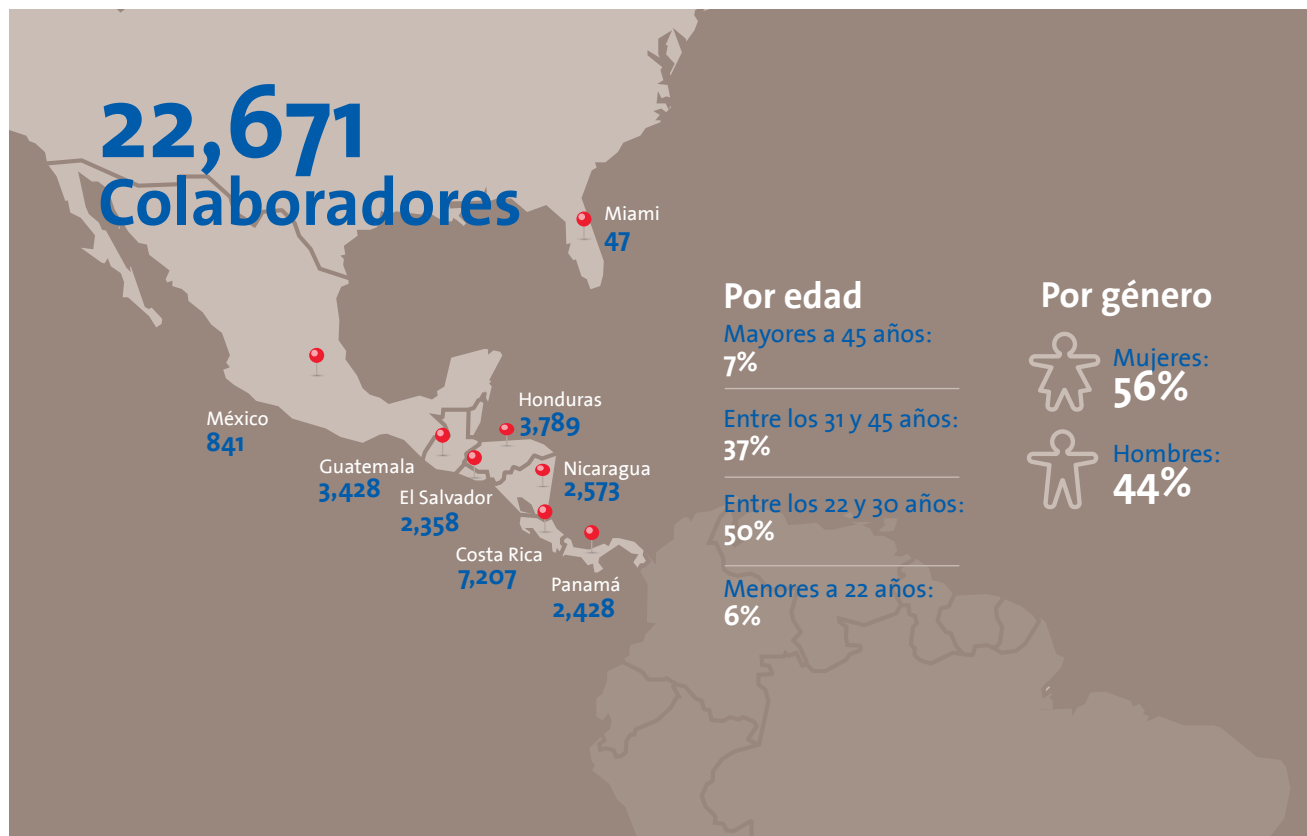 22,671
Colaboradores
Miami
47
México
841
Guatemala
3,428
El Salvador
2,358
Honduras
3,789
Nicaragua
2,573
Costa Rica
7,207
Panamá
2,428
Por edad
Mayores a 45 años:
7%
Entre los 31 y 45 años:
37%
Entre los 22 y 30 años:
50%
Menores a 22 años:
6%
Por género
Mujeres:
56%
Hombres:
44%